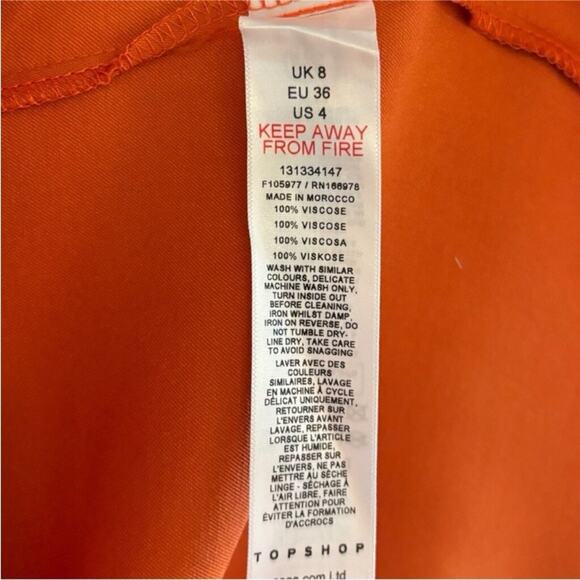 UK 8
EU 36
US 4
KEEP AWAY
FROM FIRE
131334147
F105977 / RN166978
MADE IN MOROCCO
100% VISCOSE
100% VISCOSE
100% VISCOSA
100% VISKOSE
WASH WITH SIMILAR
COLOURS, DELICATE
MACHINE WASH ONLY,
TURN INSIDE OUT
BEFORE CLEANING,
IRON WHILST DAMP,
IRON ON REVERSE, DO
NOT TUMBLE DRY-
LINE DRY, TAKE CARE
TO AVOID SNAGGING
LAVER AVEC DES
COULEURS
SIMILAIRES, LAVAGE
EN MACHINE À CYCLE
DÉLICAT UNIQUEMENT,
RETOURNER SUR
L'ENVERS AVANT
LAVAGE, REPASSER
LORSQUE L'ARTICLE
EST HUMIDE,
REPASSER SUR
L'ENVERS, NE PAS
METTRE AU SÈCHE
LINGE - SÉCHAGE À
L'AIR LIBRE, FAIRE
ATTENTION POUR
ÉVITER LA FORMATION
D'ACCROCS
TOPSHOP
.com Ltd